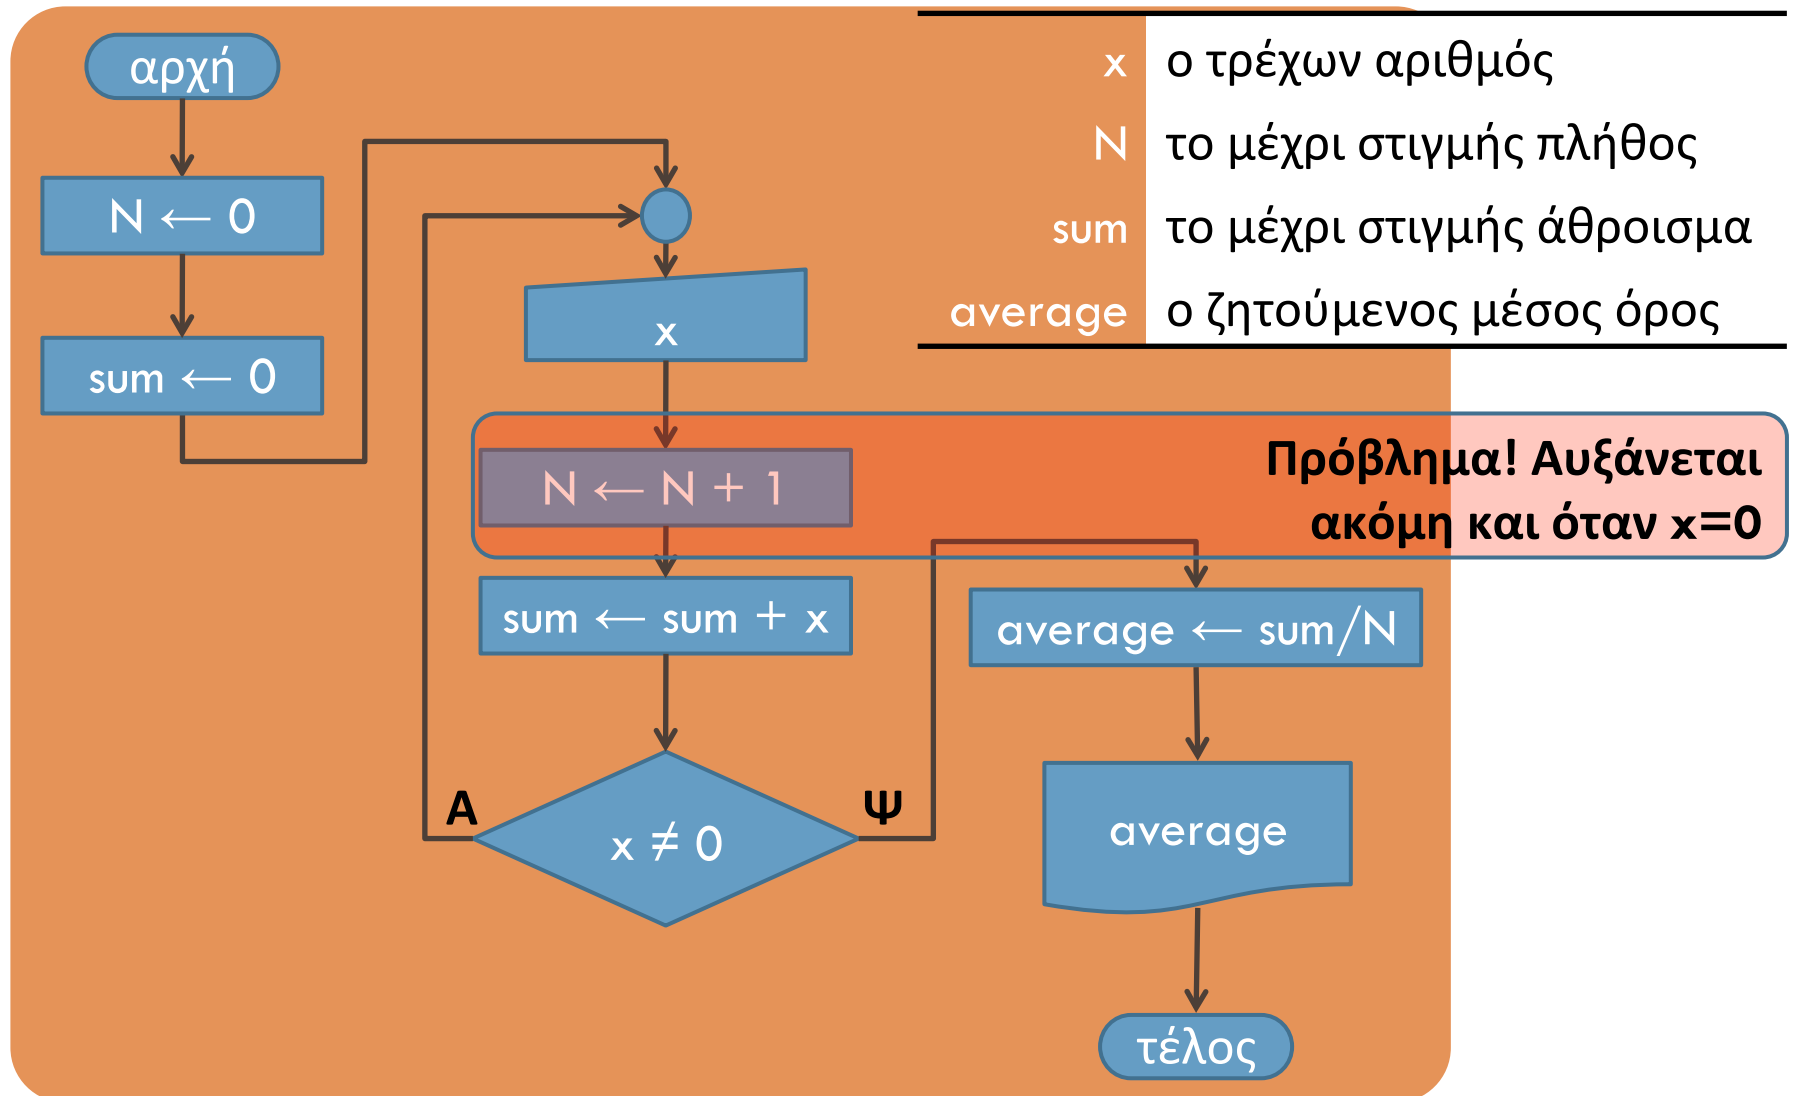 αρχή
N ← 0
sum ← 0
x
N ← N + 1
sum ← sum + x
x ≠ 0
Α
Ψ
average ← sum/N
average
τέλος
x ο τρέχων αριθμός
N το μέχρι στιγμής πλήθος
sum το μέχρι στιγμής άθροισμα
average ο ζητούμενος μέσος όρος
Πρόβλημα! Αυξάνεται
ακόμη και όταν x=0